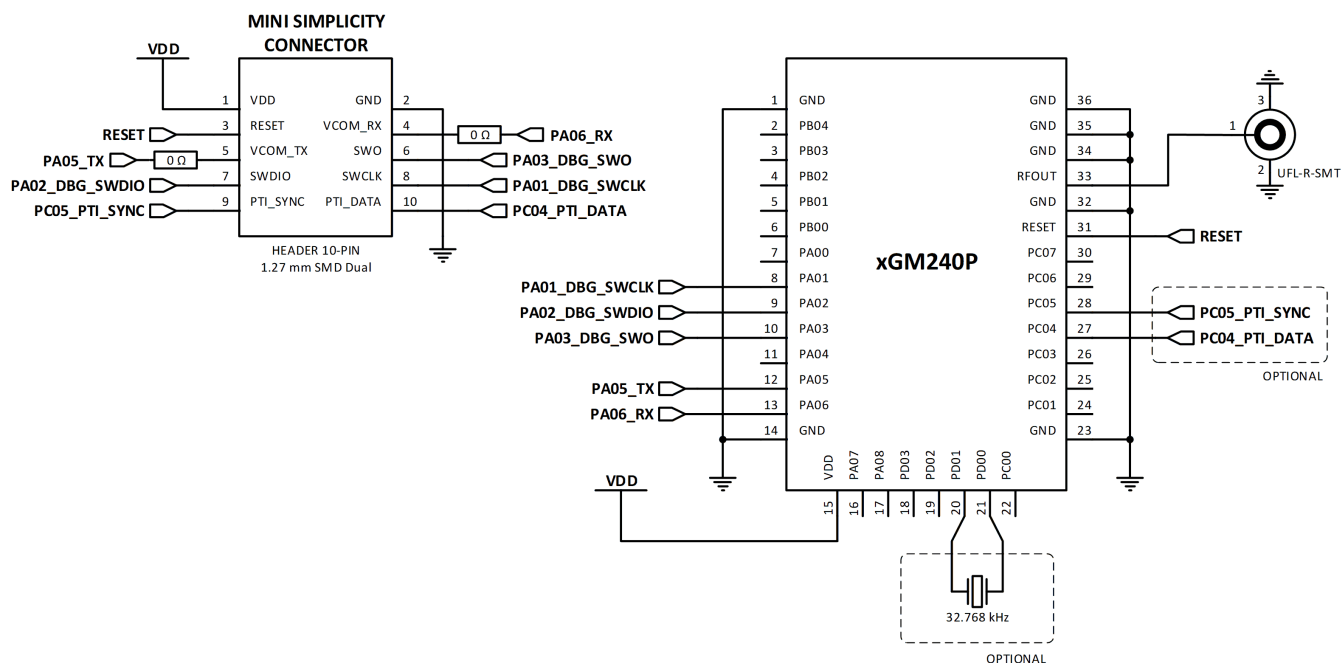 MINI SIMPLICITY
CONNECTOR
VDD
1 VDD GND 2
RESET 3 RESET VCOM_RX 4 0 Ω PA06_RX
PA05_TX 0 Ω 5 VCOM_TX SWO 6 PA03_DBG_SWO
PA02_DBG_SWDIO 7 SWDIO SWCLK 8 PA01_DBG_SWCLK
PC05_PTI_SYNC 9 PTI_SYNC PTI_DATA 10 PC04_PTI_DATA
HEADER 10-PIN
1.27 mm SMD Dual
xGM240P
1 GND GND 36
2 PB04 GND 35
3 PB03 GND 34
4 PB02 RFOUT 33
5 PB01 GND 32
6 PB00 RESET 31 RESET
7 PA00 PC07 30
PA01_DBG_SWCLK 8 PA01 PC06 29
PA02_DBG_SWDIO 9 PA02 PC05 28 PC05_PTI_SYNC
PA03_DBG_SWO 10 PA03 PC04 27 PC04_PTI_DATA
11 PA04 PC03 26
OPTIONAL
PA05_TX 12 PA05 PC02 25
PA06_RX 13 PA06 PC01 24
14 GND GND 23
3
1
2 UFL-R-SMT
VDD PA07 PA08 PD03 PD02 PD01 PD00 PC00
15 16 17 18 19 20 21 22
VDD
32.768 kHz
OPTIONAL